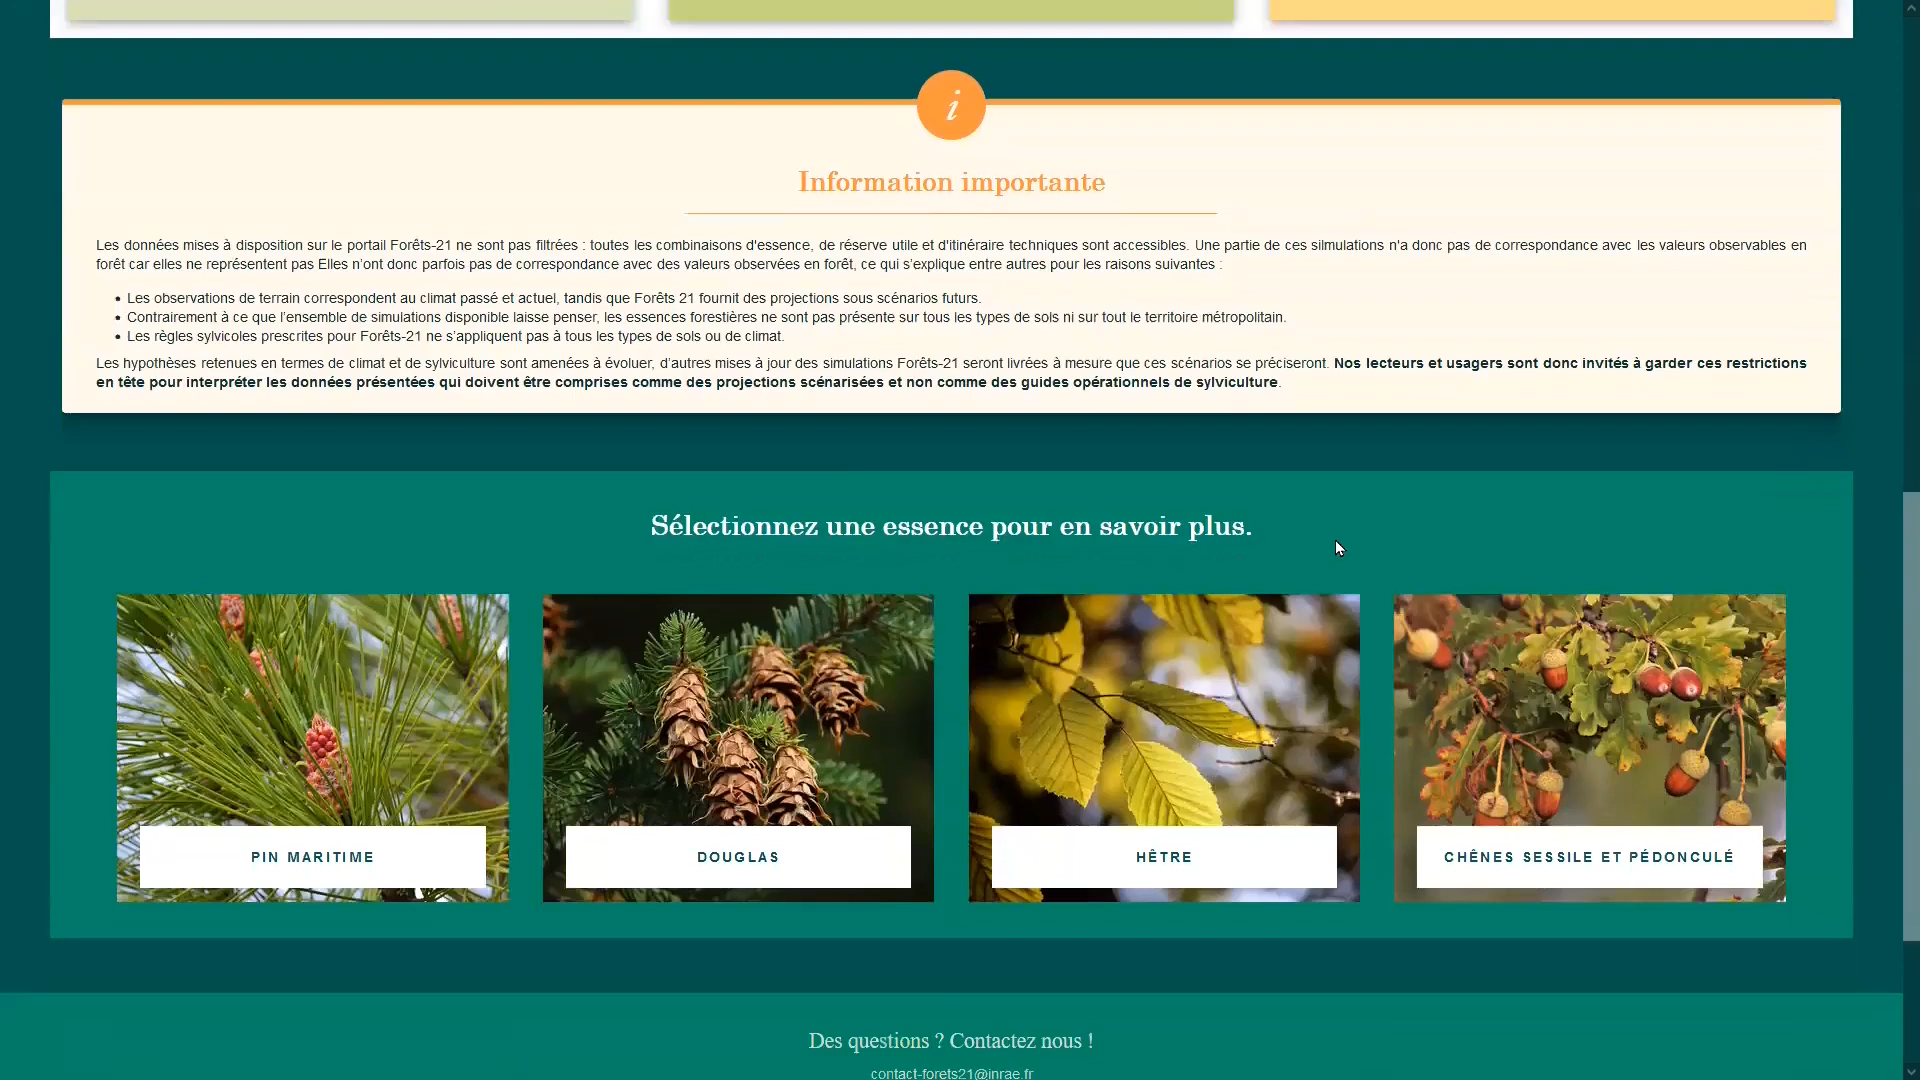 i
Information importante
Les données mises à disposition sur le portail Forêts-21 ne sont pas filtrées : toutes les combinaisons d'essence, de réserve utile et d'itinéraire techniques sont accessibles. Une partie de ces silmulations n'a donc pas de correspondance avec les valeurs observables en
forêt car elles ne représentent pas Elles n’ont donc parfois pas de correspondance avec des valeurs observées en forêt, ce qui s’explique entre autres pour les raisons suivantes :
• Les observations de terrain correspondent au climat passé et actuel, tandis que Forêts 21 fournit des projections sous scénarios futurs.
• Contrairement à ce que l’ensemble de simulations disponible laisse penser, les essences forestières ne sont pas présente sur tous les types de sols ni sur tout le territoire métropolitain.
• Les règles sylvicoles prescrites pour Forêts-21 ne s’appliquent pas à tous les types de sols ou de climat.
Les hypothèses retenues en termes de climat et de sylviculture sont amenées à évoluer, d’autres mises à jour des simulations Forêts-21 seront livrées à mesure que ces scénarios se préciseront. Nos lecteurs et usagers sont donc invités à garder ces restrictions
en tête pour interpréter les données présentées qui doivent être comprises comme des projections scénarisées et non comme des guides opérationnels de sylviculture.
Sélectionnez une essence pour en savoir plus.
PIN MARITIME
DOUGLAS
HÊTRE
CHÊNES SESSILE ET PÉDONCULÉ
Des questions ? Contactez nous !
contact-forets21@inrae.fr